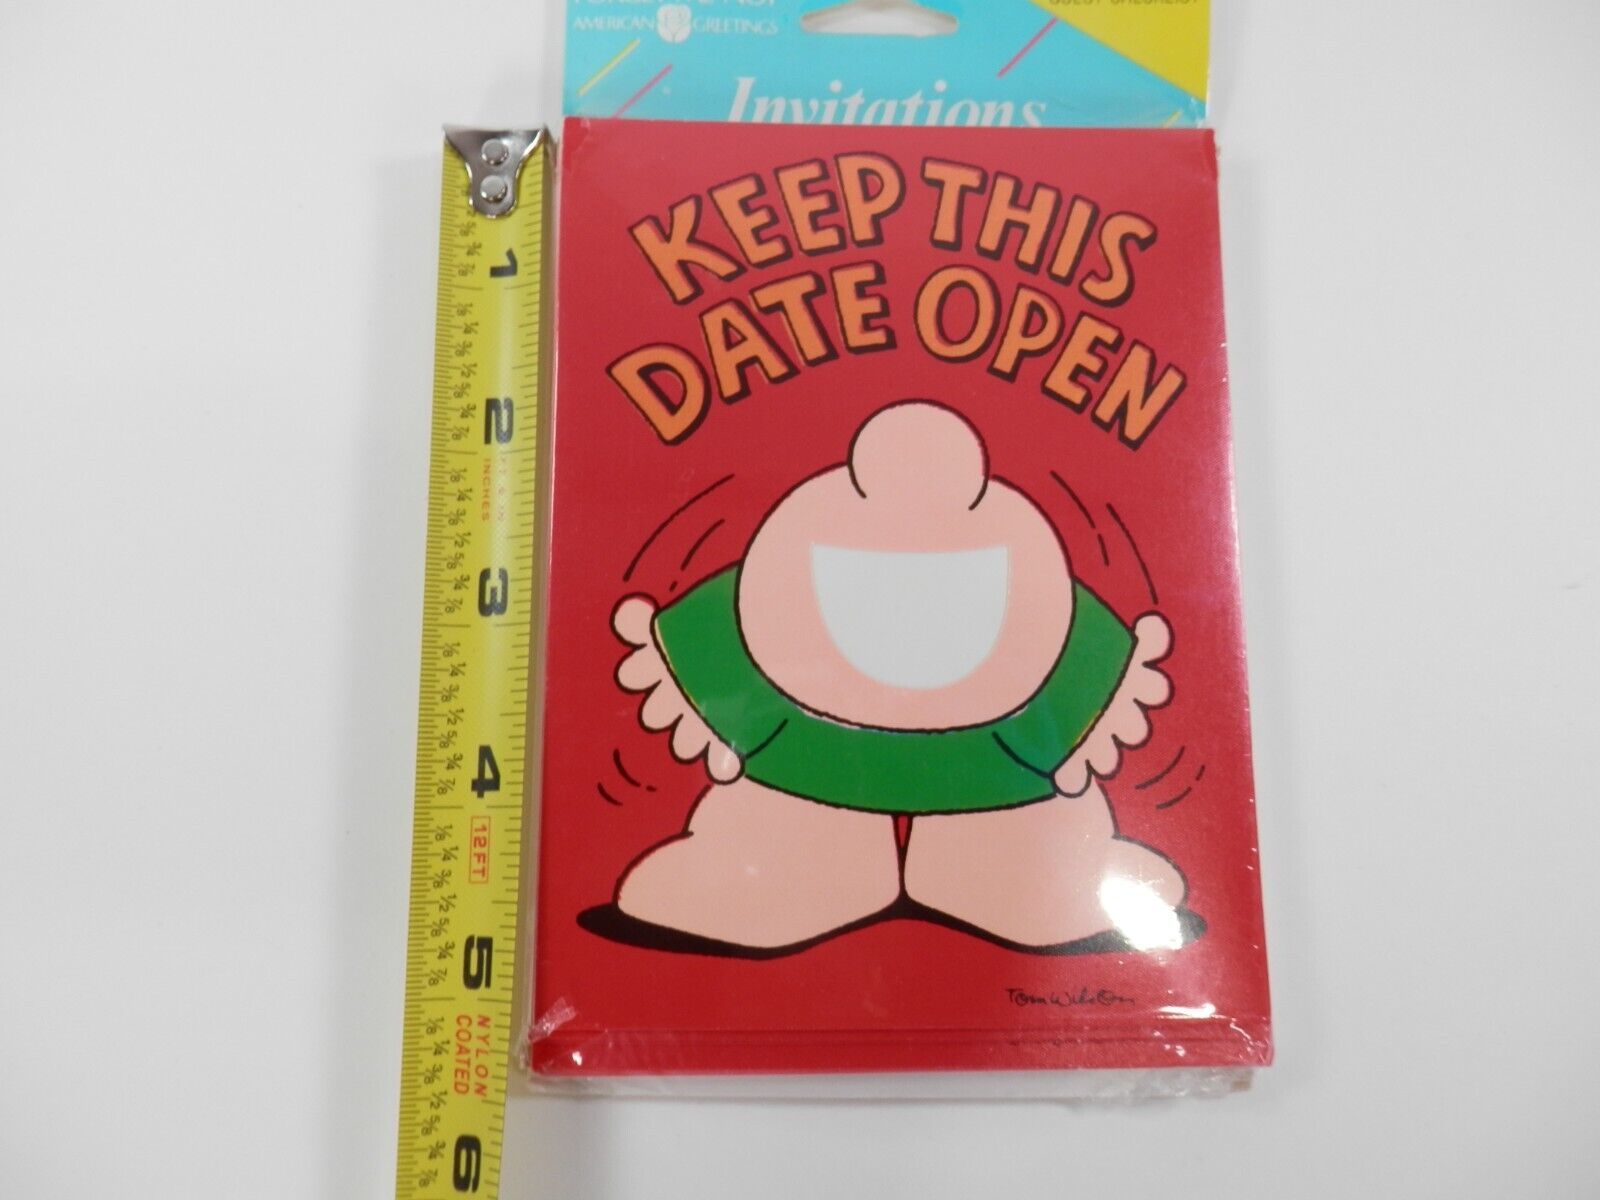 AMERICAN GREETINGS
Invitations
KEEP THIS
DATE OPEN
Tom Wilson
1
2
INCHES
3
4
12FT
5
NYLON
COATED
6